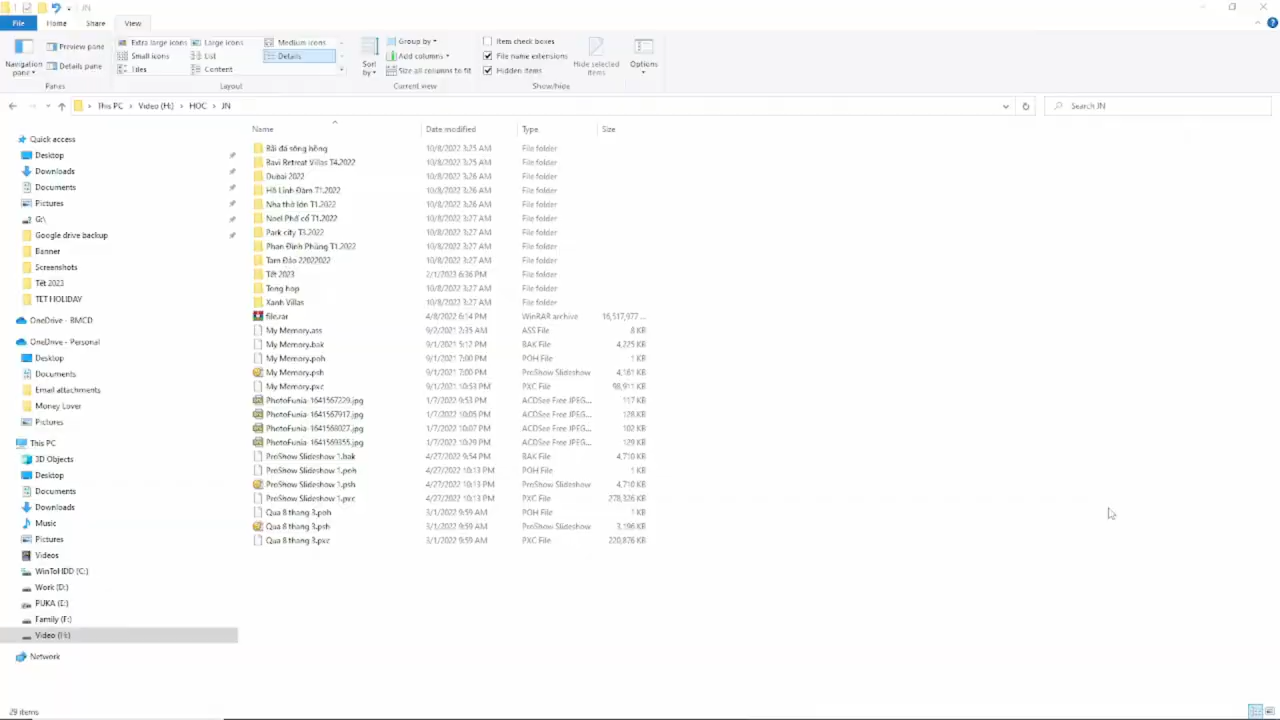 JN
File Home Share View
Navigation pane Preview pane Details pane Panes
Extra large icons Large icons Medium icons
Small icons List Details
Tiles Content
Layout
Sort by Group by Add columns Size all columns to fit
Current view
Item check boxes
File name extensions
Hidden items
Hide selected items Options
Show/hide
This PC Video (H:) HOC JN
Search JN
Quick access
Desktop
Downloads
Documents
Pictures
G:\
Google drive backup
Banner
Screenshots
Tết 2023
TET HOLIDAY
OneDrive - BMCD
OneDrive - Personal
Desktop
Documents
Email attachments
Money Lover
Pictures
This PC
3D Objects
Desktop
Documents
Downloads
Music
Pictures
Videos
WinToHDD (C:)
Work (D:)
PUKA (E:)
Family (F:)
Video (H:)
Network
Name Date modified Type Size
Bãi đá sông hồng 10/8/2022 3:25 AM File folder
Bavi Retreat Villas T4.2022 10/8/2022 3:25 AM File folder
Dubai 2022 10/8/2022 3:26 AM File folder
Hồ Linh Đàm T1.2022 10/8/2022 3:26 AM File folder
Nha thờ lớn T1.2022 10/8/2022 3:26 AM File folder
Noel Phố cổ T1.2022 10/8/2022 3:27 AM File folder
Park city T3.2022 10/8/2022 3:27 AM File folder
Phan Đình Phùng T1.2022 10/8/2022 3:27 AM File folder
Tam Đảo 22022022 10/8/2022 3:27 AM File folder
Tết 2023 2/1/2023 6:36 PM File folder
Tong hop 10/8/2022 3:27 AM File folder
Xanh Villas 10/8/2022 3:27 AM File folder
file.rar 4/8/2022 6:14 PM WinRAR archive 16,517,977 ...
My Memory.ass 9/2/2021 2:35 AM ASS File 8 KB
My Memory.bak 9/1/2021 5:12 PM BAK File 4,225 KB
My Memory.poh 9/1/2021 7:00 PM POH File 1 KB
My Memory.psh 9/1/2021 7:00 PM ProShow Slideshow 4,161 KB
My Memory.pxc 9/1/2021 10:53 PM PXC File 98,911 KB
PhotoFunia-1641567229.jpg 1/7/2022 9:53 PM ACDSee Free JPEG... 117 KB
PhotoFunia-1641567917.jpg 1/7/2022 10:05 PM ACDSee Free JPEG... 128 KB
PhotoFunia-1641568027.jpg 1/7/2022 10:07 PM ACDSee Free JPEG... 102 KB
PhotoFunia-1641569355.jpg 1/7/2022 10:29 PM ACDSee Free JPEG... 129 KB
ProShow Slideshow 1.bak 4/27/2022 9:54 PM BAK File 4,710 KB
ProShow Slideshow 1.poh 4/27/2022 10:13 PM POH File 1 KB
ProShow Slideshow 1.psh 4/27/2022 10:13 PM ProShow Slideshow 4,710 KB
ProShow Slideshow 1.pxc 4/27/2022 10:13 PM PXC File 278,326 KB
Qua 8 thang 3.poh 3/1/2022 9:59 AM POH File 1 KB
Qua 8 thang 3.psh 3/1/2022 9:59 AM ProShow Slideshow 3,196 KB
Qua 8 thang 3.pxc 3/1/2022 9:59 AM PXC File 220,876 KB
29 items